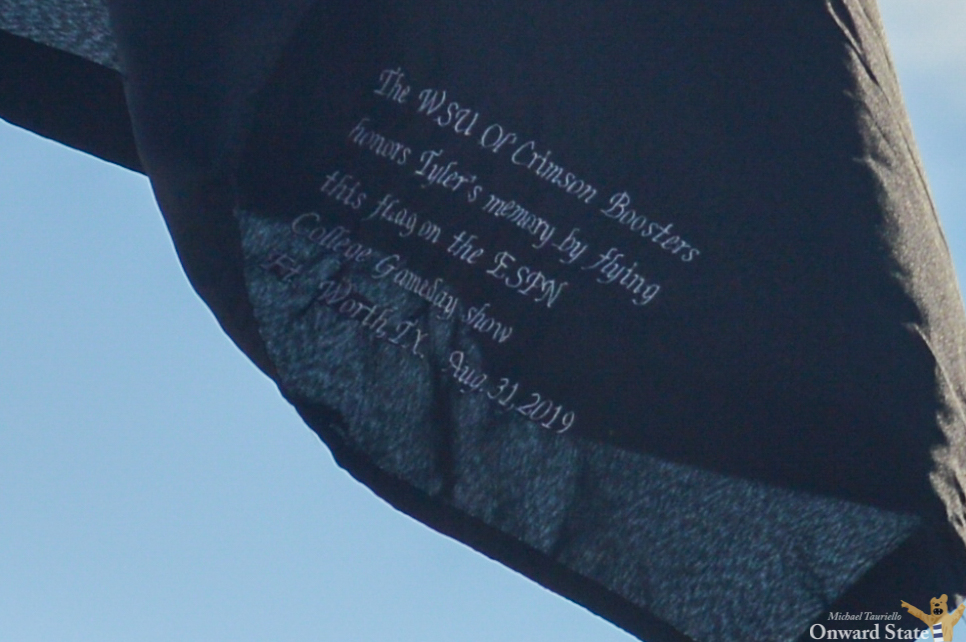 The WSU Ol Crimson Boosters
honors Tyler's memory by flying
this flag on the ESPN
College Gameday show
Ft. Worth, TX. Aug. 31, 2019
Michael Tauriello
Onward State